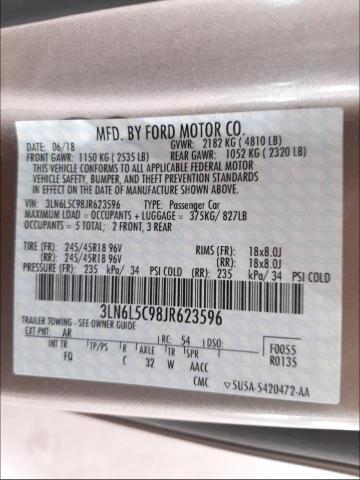 MFD. BY FORD MOTOR CO.
DATE: 06/18 GVWR: 2182 KG ( 4810 LB)
FRONT GAWR: 1150 KG ( 2535 LB) REAR GAWR: 1052 KG ( 2320 LB)
THIS VEHICLE CONFORMS TO ALL APPLICABLE FEDERAL MOTOR
VEHICLE SAFETY, BUMPER, AND THEFT PREVENTION STANDARDS
IN EFFECT ON THE DATE OF MANUFACTURE SHOWN ABOVE.
VIN: 3LN6L5C98JR623596 TYPE: Passenger Car
MAXIMUM LOAD = OCCUPANTS + LUGGAGE = 375KG/ 827LB
OCCUPANTS = 5 TOTAL; 2 FRONT, 3 REAR
TIRE (FR): 245/45R18 96V RIMS (FR): 18x8.0J
(RR): 245/45R18 96V (RR): 18x8.0J
PRESSURE (FR): 235 kPa/ 34 PSI COLD (RR): 235 kPa/ 34 PSI COLD
3LN6L5C98JR623596
TRAILER TOWING - SEE OWNER GUIDE
EXT PNT: AR RC: 54 DSO: F0055
INT TR TP/PS R AXLE TR SPR R0135
FQ C 32 W AACC
CMC ▽5U5A-5420472-AA